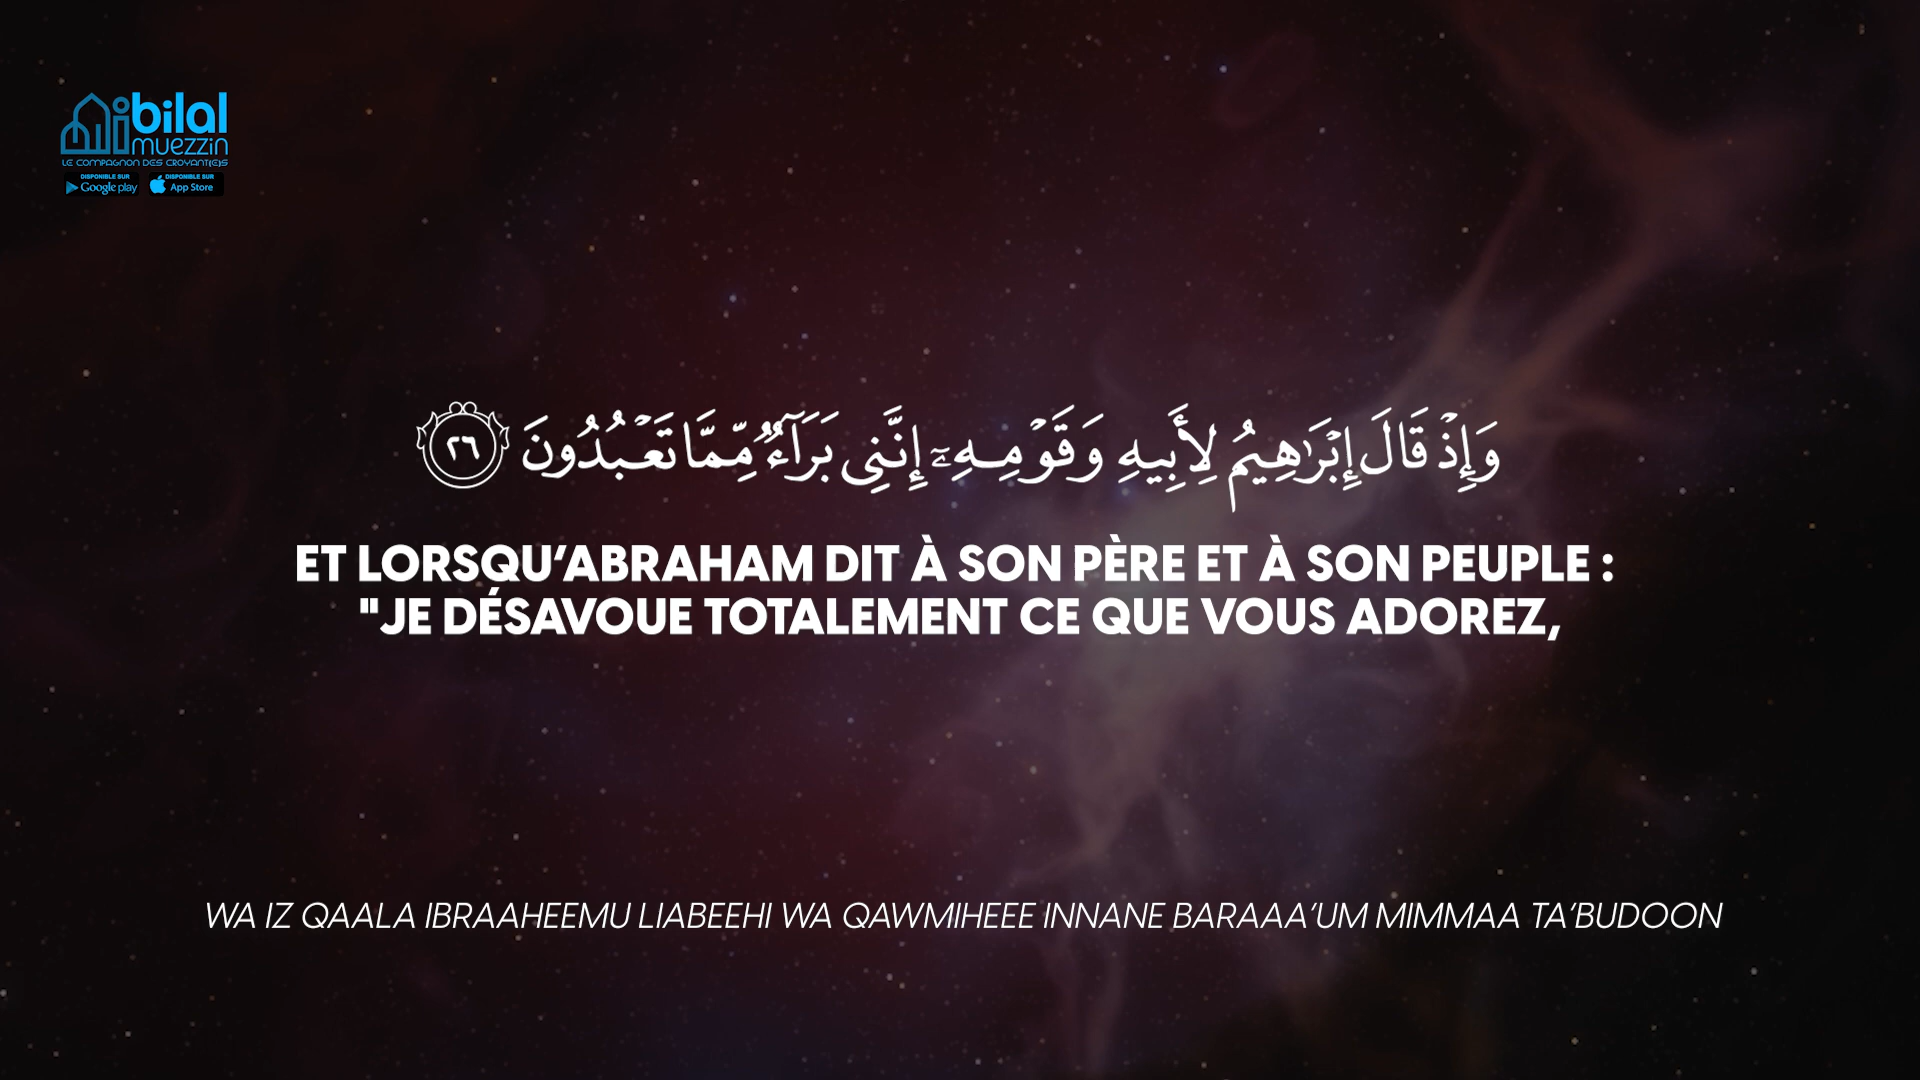 bilal
muezzin
LE COMPAGNON DES CROYANT(E)S
DISPONIBLE SUR
Google play
DISPONIBLE SUR
App Store
وَإِذْ قَالَ إِبْرَٰهِيمُ لِأَبِيهِ وَقَوْمِهِۦٓ إِنَّنِى بَرَآءٌ مِّمَّا تَعْبُدُونَ ٢٦
ET LORSQU’ABRAHAM DIT À SON PÈRE ET À SON PEUPLE :
"JE DÉSAVOUE TOTALEMENT CE QUE VOUS ADOREZ,
WA IZ QAALA IBRAAHEEMU LIABEEHI WA QAWMIHEEE INNANE BARAAA’UM MIMMAA TA’BUDOON